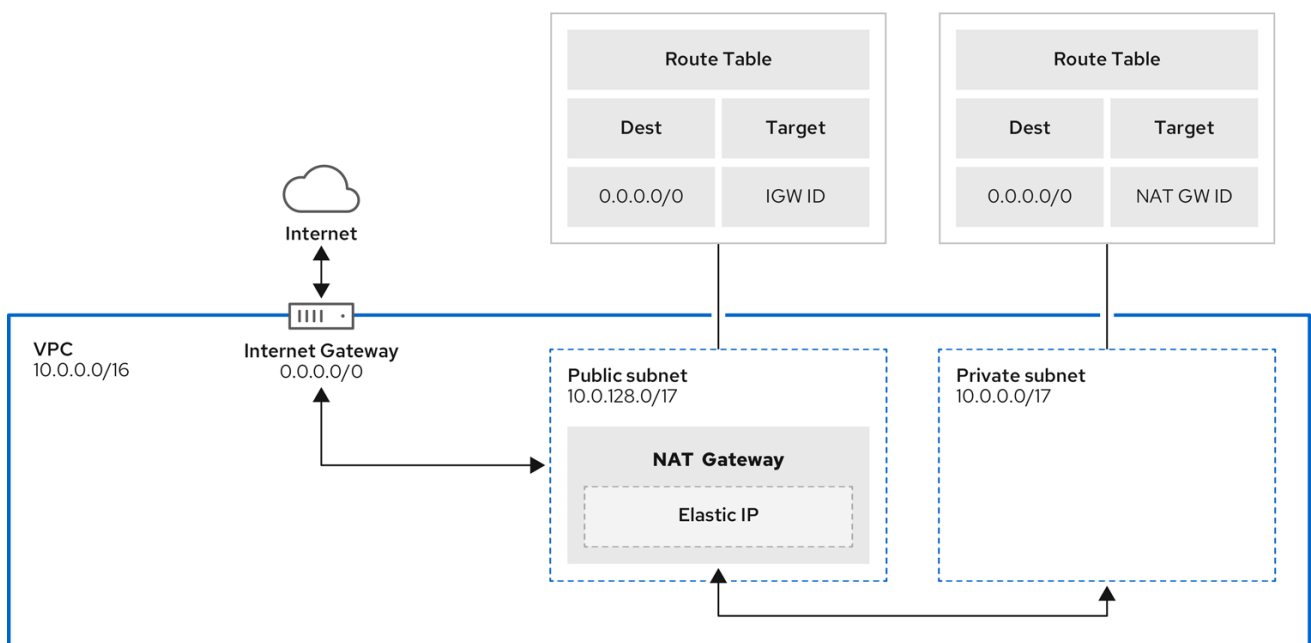 Route Table
Dest
Target
0.0.0.0/0
IGW ID
Route Table
Dest
Target
0.0.0.0/0
NAT GW ID
Internet
VPC
10.0.0.0/16
Internet Gateway
0.0.0.0/0
Public subnet
10.0.128.0/17
NAT Gateway
Elastic IP
Private subnet
10.0.0.0/17